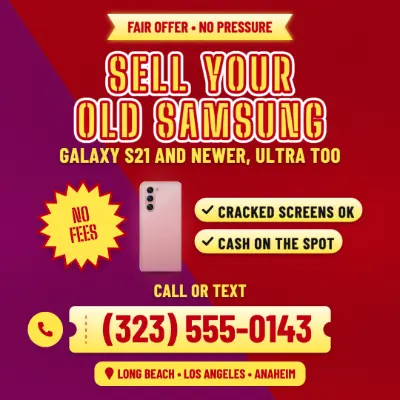 FAIR OFFER • NO PRESSURE
SELL YOUR
OLD SAMSUNG
GALAXY S21 AND NEWER, ULTRA TOO
NO
FEES
CRACKED SCREENS OK
CASH ON THE SPOT
CALL OR TEXT
(323) 555-0143
LONG BEACH • LOS ANGELES • ANAHEIM